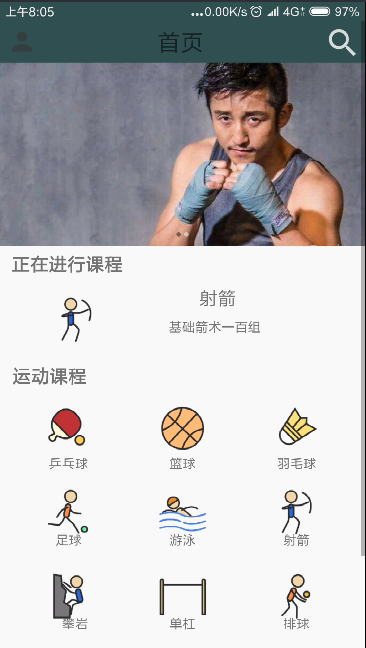 上午8:05 ...0.00K/s 4G 97%
首页
正在进行课程
射箭
基础箭术一百组
运动课程
乒乓球 篮球 羽毛球
足球 游泳 射箭
攀岩 单杠 排球